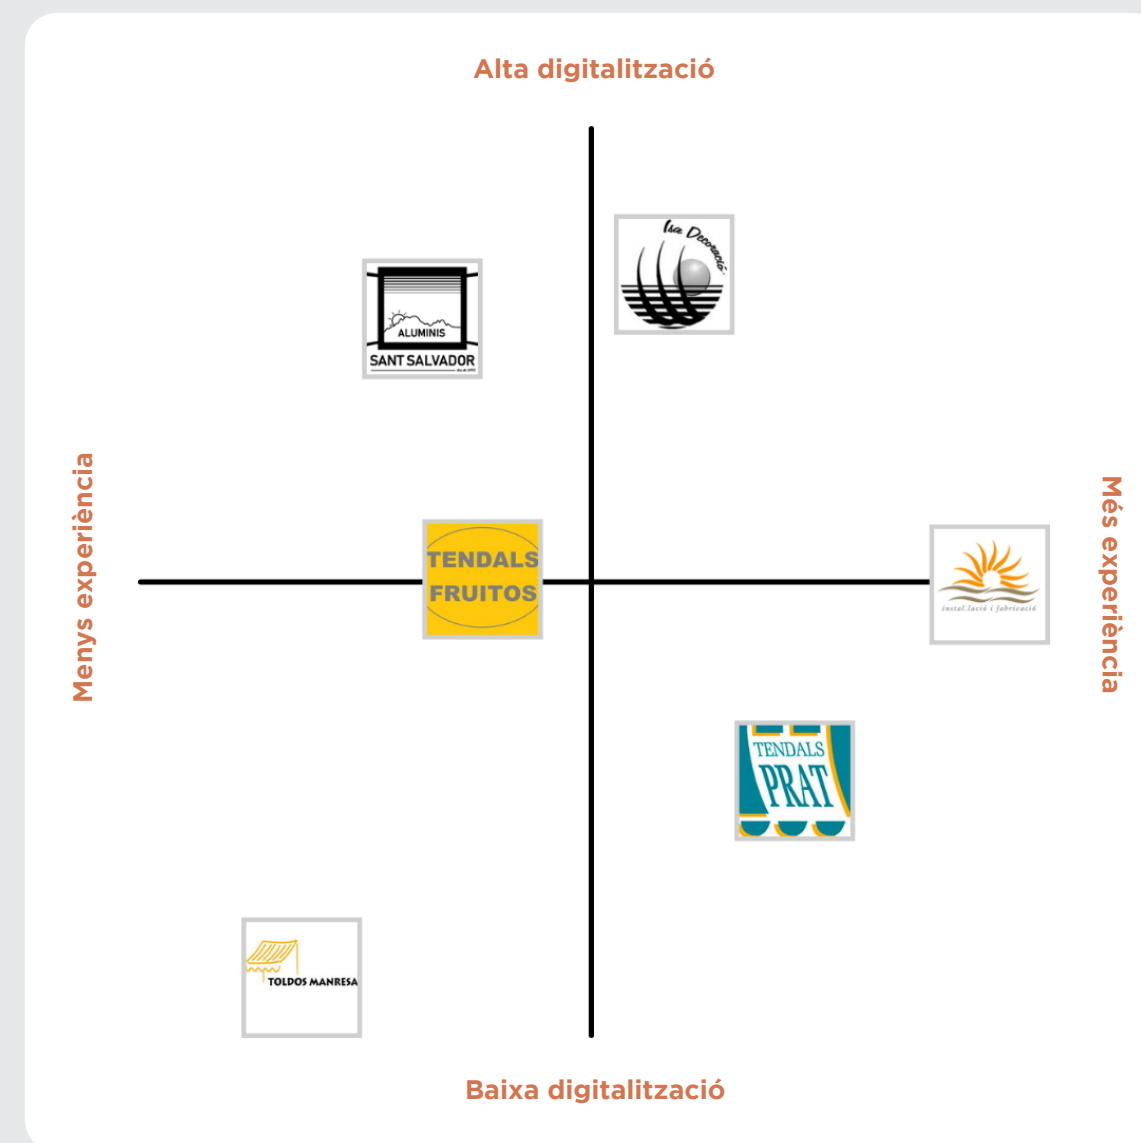 Alta digitalització
Isa Decoració
ALUMINIS
SANT SALVADOR
Menys experiència
Més experiència
TENDALS
FRUITOS
instal.lació i fabricació
TENDALS
PRAT
TOLDOS MANRESA
Baixa digitalització